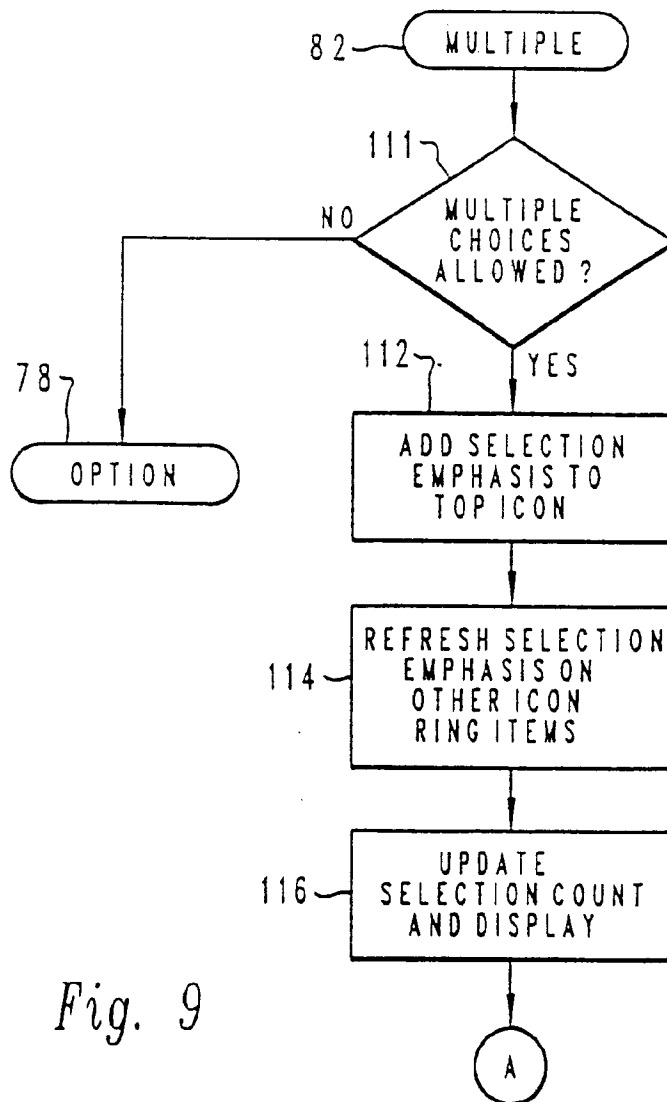 82
MULTIPLE
111
MULTIPLE
CHOICES
ALLOWED ?
NO
YES
78
OPTION
112
ADD SELECTION
EMPHASIS TO
TOP ICON
114
REFRESH SELECTION
EMPHASIS ON
OTHER ICON
RING ITEMS
116
UPDATE
SELECTION COUNT
AND DISPLAY
Fig. 9
A